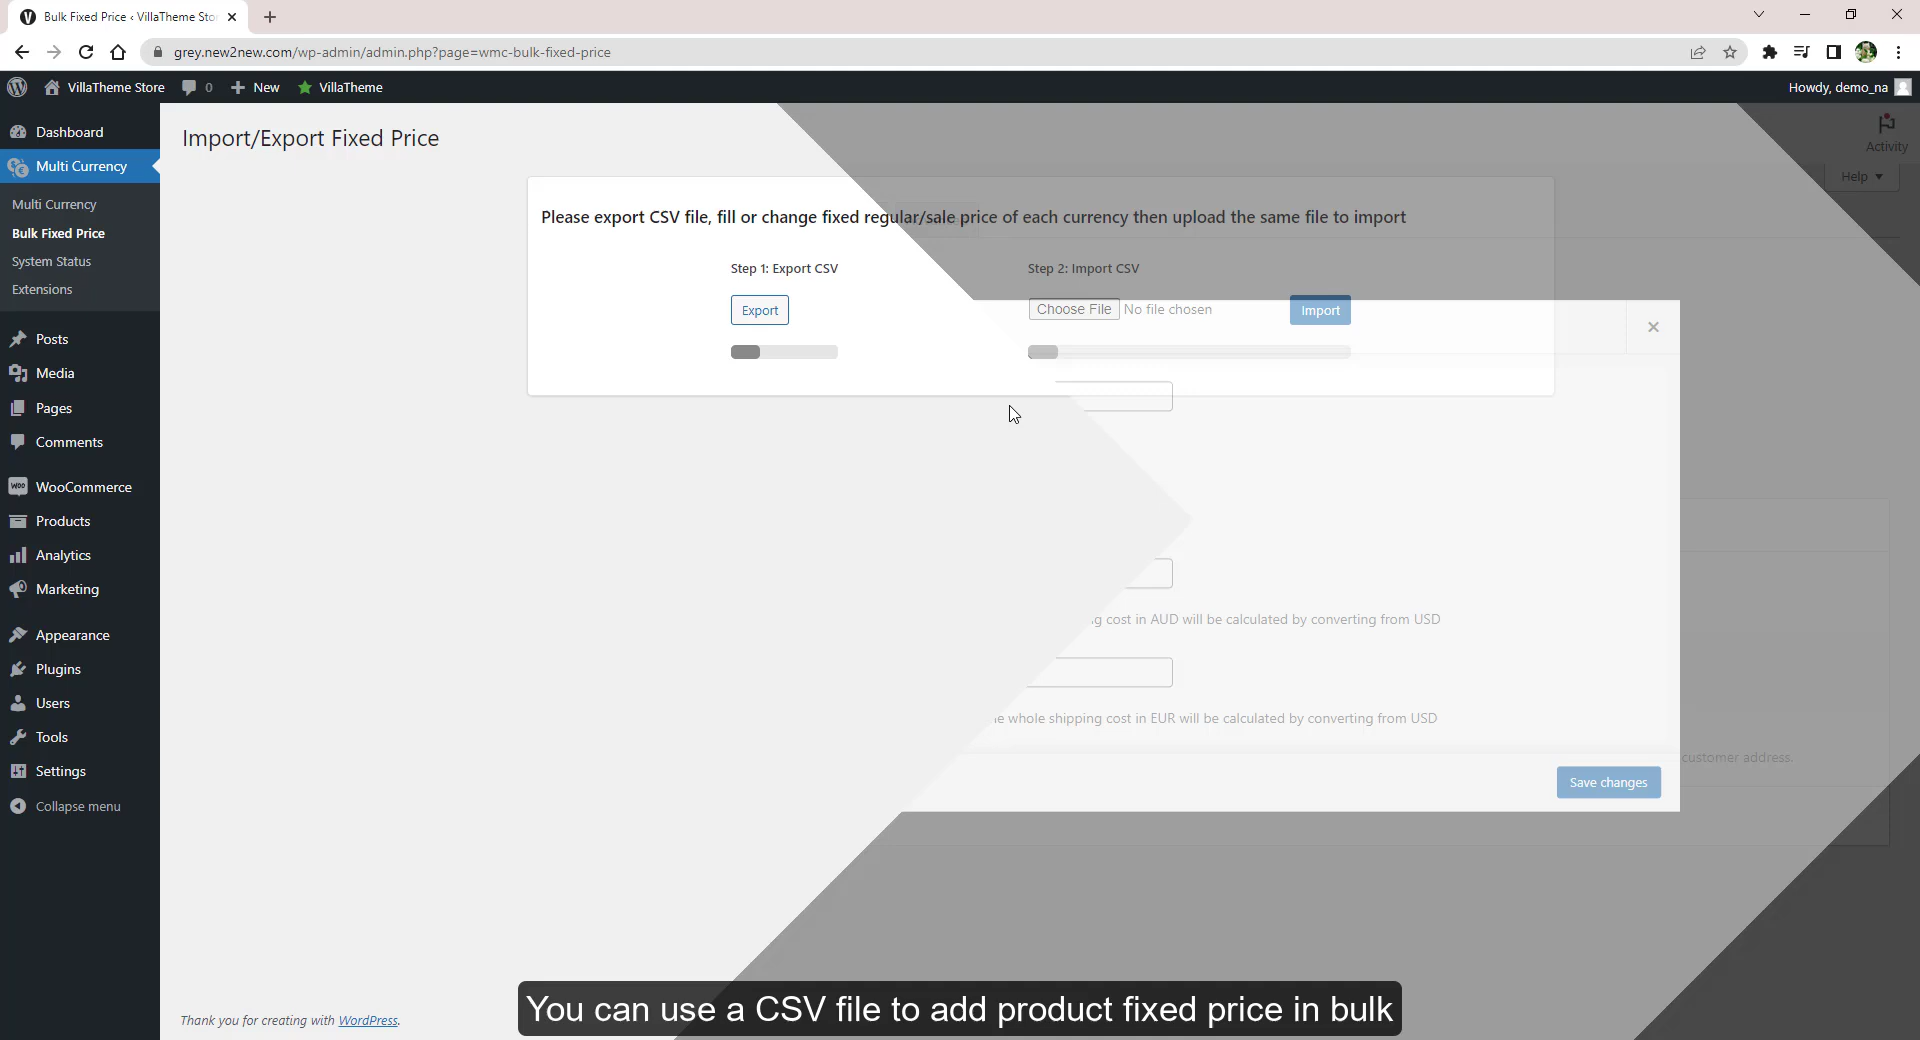 Bulk Fixed Price ‹ VillaTheme Stor
grey.new2new.com/wp-admin/admin.php?page=wmc-bulk-fixed-price
VillaTheme Store 0 New VillaTheme Howdy, demo_na
Dashboard
Multi Currency
Multi Currency
Bulk Fixed Price
System Status
Extensions
Posts
Media
Pages
Comments
WooCommerce
Products
Analytics
Marketing
Appearance
Plugins
Users
Tools
Settings
Collapse menu
Import/Export Fixed Price
Activity
Help
Please export CSV file, fill or change fixed regular/sale price of each currency then upload the same file to import
Step 1: Export CSV
Export
Step 2: Import CSV
Choose File No file chosen
Import
cost in AUD will be calculated by converting from USD
whole shipping cost in EUR will be calculated by converting from USD
customer address.
Save changes
Thank you for creating with WordPress.
You can use a CSV file to add product fixed price in bulk